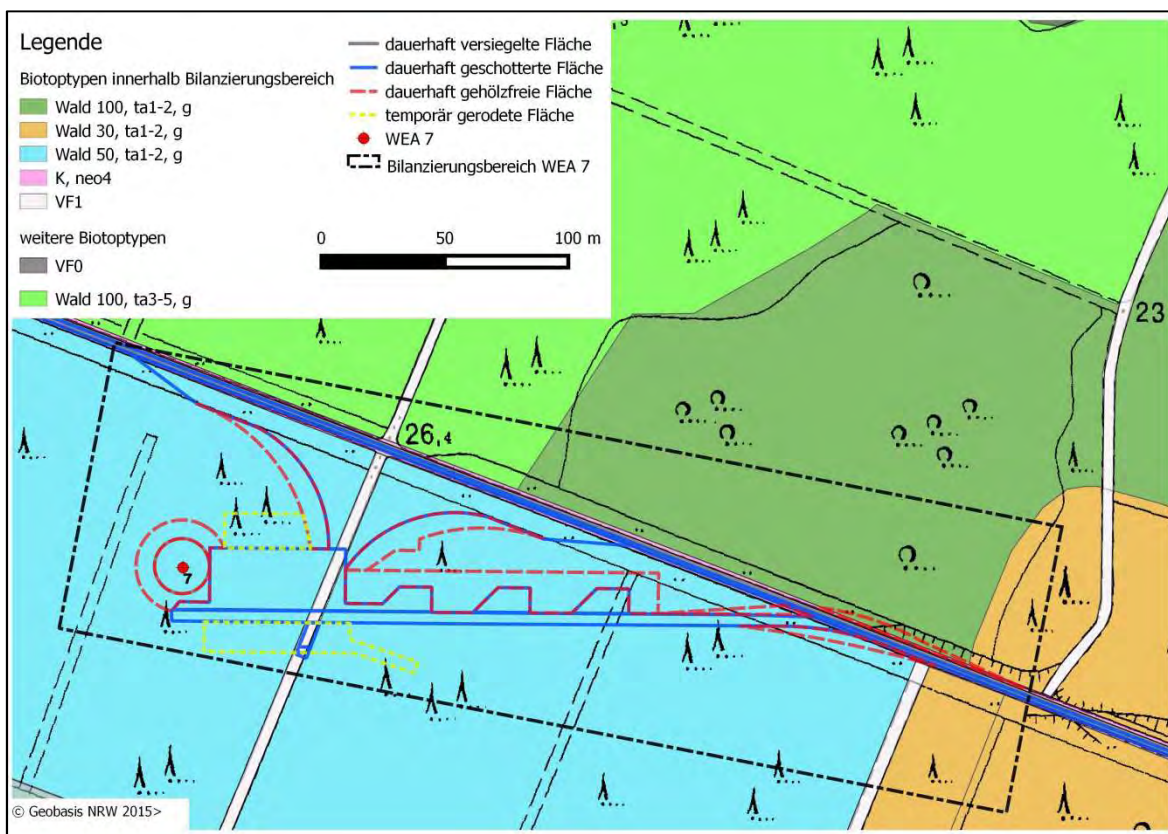 Legende
Biotoptypen innerhalb Bilanzierungsbereich
Wald 100, ta1-2, g
Wald 30, ta1-2, g
Wald 50, ta1-2, g
K, neo4
VF1
weitere Biotoptypen
VF0
Wald 100, ta3-5, g
dauerhaft versiegelte Fläche
dauerhaft geschotterte Fläche
dauerhaft gehölzfreie Fläche
temporär gerodete Fläche
WEA 7
Bilanzierungsbereich WEA 7
0 50 100 m
23
26,4
7
© Geobasis NRW 2015>